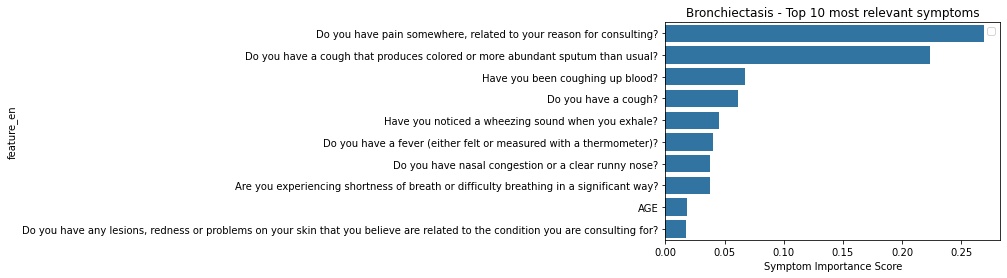 Bronchiectasis - Top 10 most relevant symptoms
feature_en
Do you have pain somewhere, related to your reason for consulting?
Do you have a cough that produces colored or more abundant sputum than usual?
Have you been coughing up blood?
Do you have a cough?
Have you noticed a wheezing sound when you exhale?
Do you have a fever (either felt or measured with a thermometer)?
Do you have nasal congestion or a clear runny nose?
Are you experiencing shortness of breath or difficulty breathing in a significant way?
AGE
Do you have any lesions, redness or problems on your skin that you believe are related to the condition you are consulting for?
0.00 0.05 0.10 0.15 0.20 0.25
Symptom Importance Score